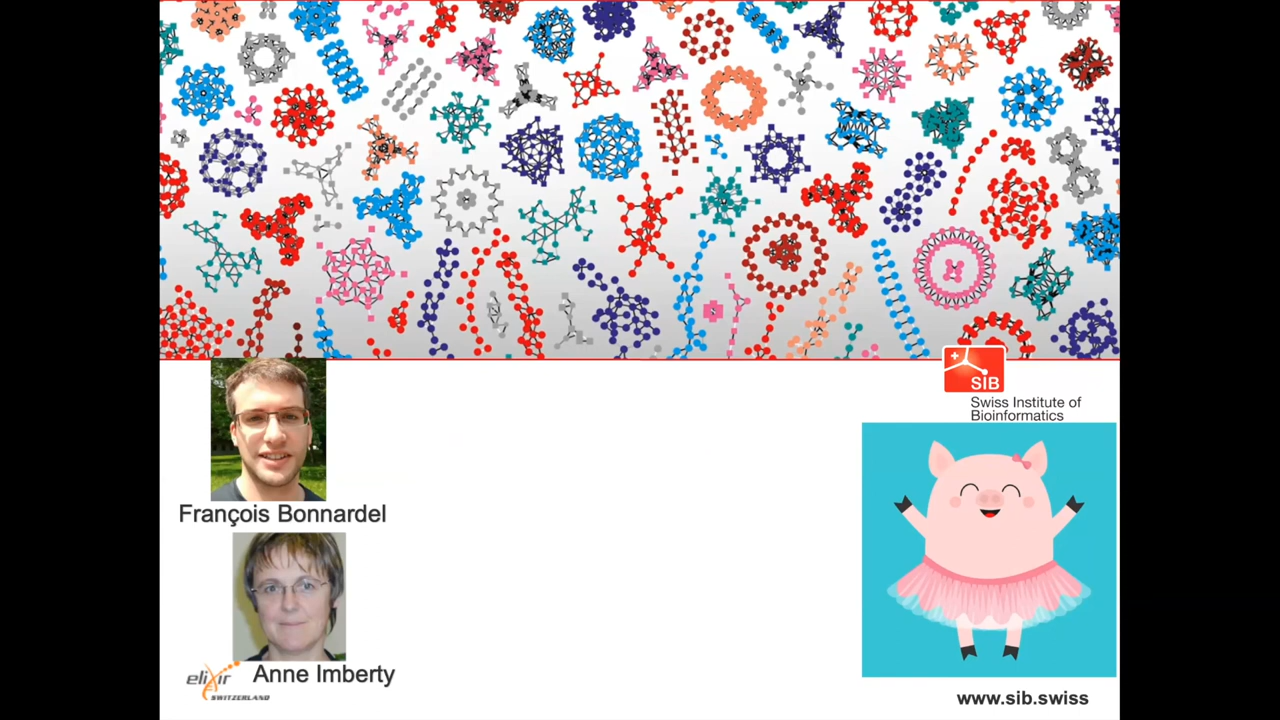 SIB
Swiss Institute of
Bioinformatics
François Bonnardel
elixir
SWITZERLAND
Anne Imberty
www.sib.swiss